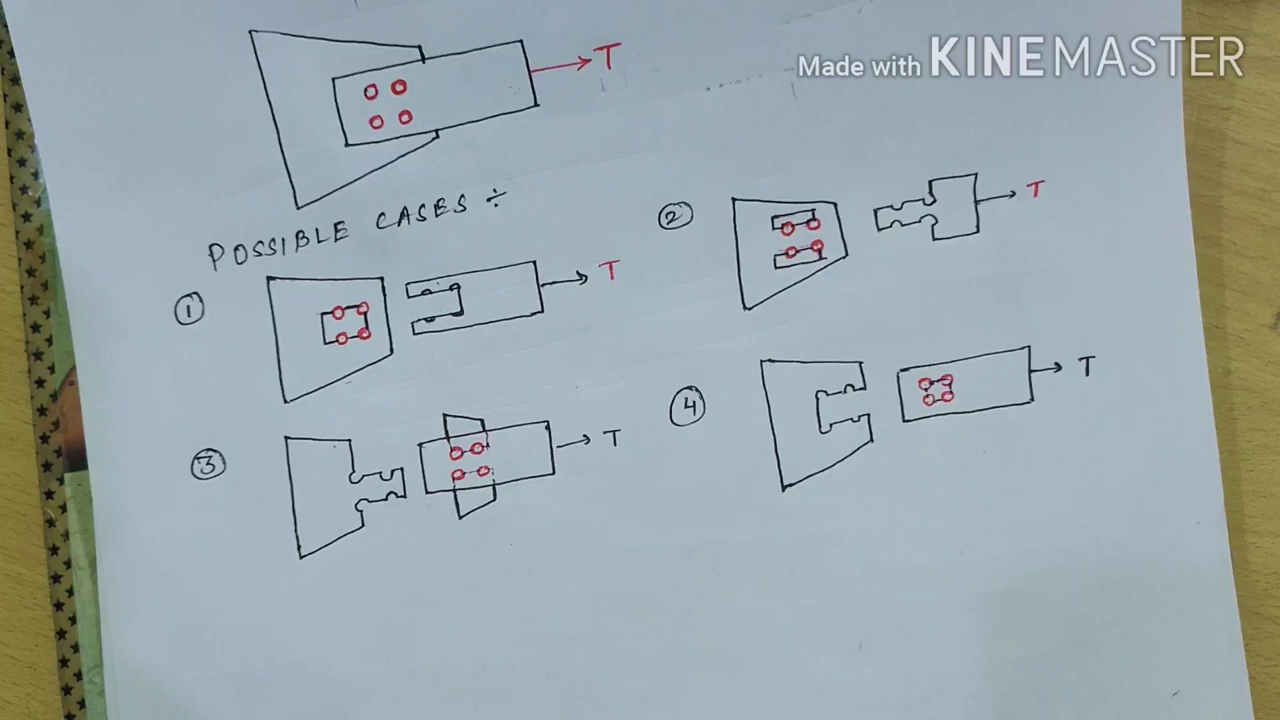 Made with KINEMASTER
T
POSSIBLE CASES ÷
① T
② T
③ T
④ T